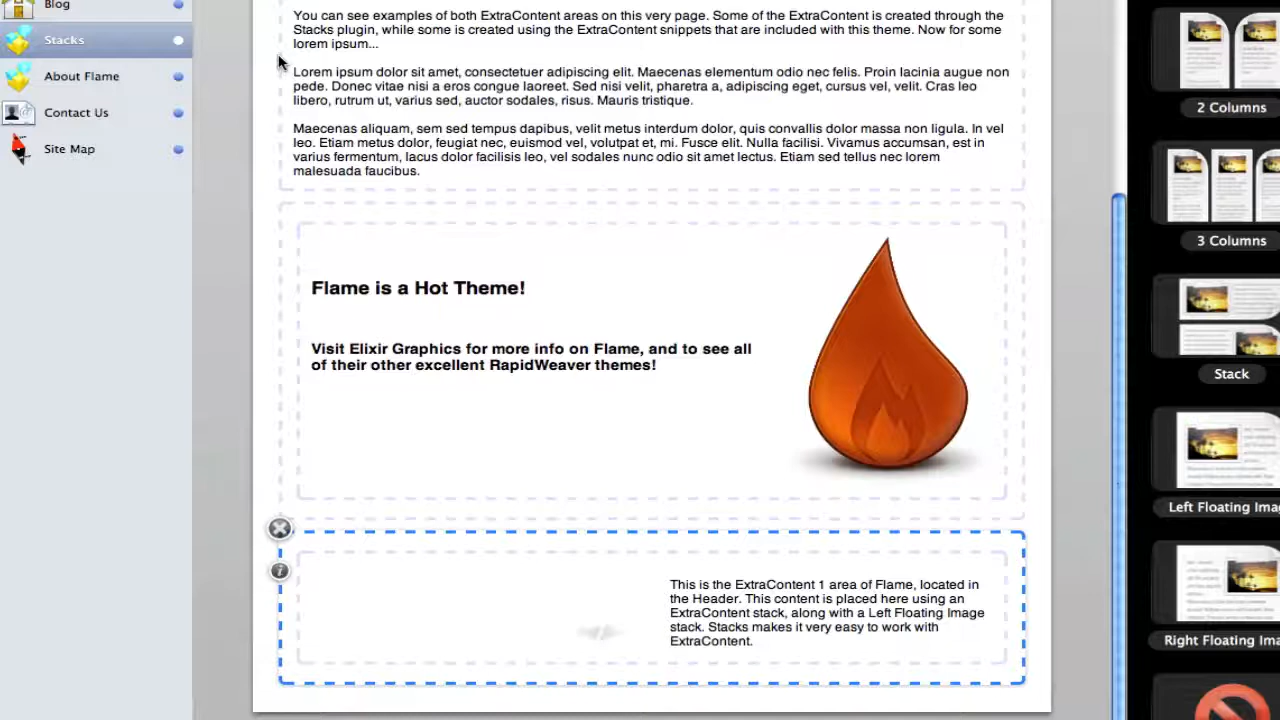 Blog
Stacks
About Flame
Contact Us
Site Map
You can see examples of both ExtraContent areas on this very page. Some of the ExtraContent is created through the
Stacks plugin, while some is created using the ExtraContent snippets that are included with this theme. Now for some
lorem ipsum...
Lorem ipsum dolor sit amet, consectetuer adipiscing elit. Maecenas elementum odio nec felis. Proin lacinia augue non
pede. Donec vitae nisi a eros congue laoreet. Sed nisi velit, pharetra a, adipiscing eget, cursus vel, velit. Cras leo
libero, rutrum ut, varius sed, auctor sodales, risus. Mauris tristique.
Maecenas aliquam, sem sed tempus dapibus, velit metus interdum dolor, quis convallis dolor massa non ligula. In vel
leo. Etiam metus dolor, feugiat nec, euismod vel, volutpat et, mi. Fusce elit. Nulla facilisi. Vivamus accumsan, est in
varius fermentum, lacus dolor facilisis leo, vel sodales nunc odio sit amet lectus. Etiam sed tellus nec lorem
malesuada faucibus.
Flame is a Hot Theme!
Visit Elixir Graphics for more info on Flame, and to see all
of their other excellent RapidWeaver themes!
This is the ExtraContent 1 area of Flame, located in
the Header. This content is placed here using an
ExtraContent stack, along with a Left Floating Image
stack. Stacks makes it very easy to work with
ExtraContent.
2 Columns
3 Columns
Stack
Left Floating Imag
Right Floating Ima